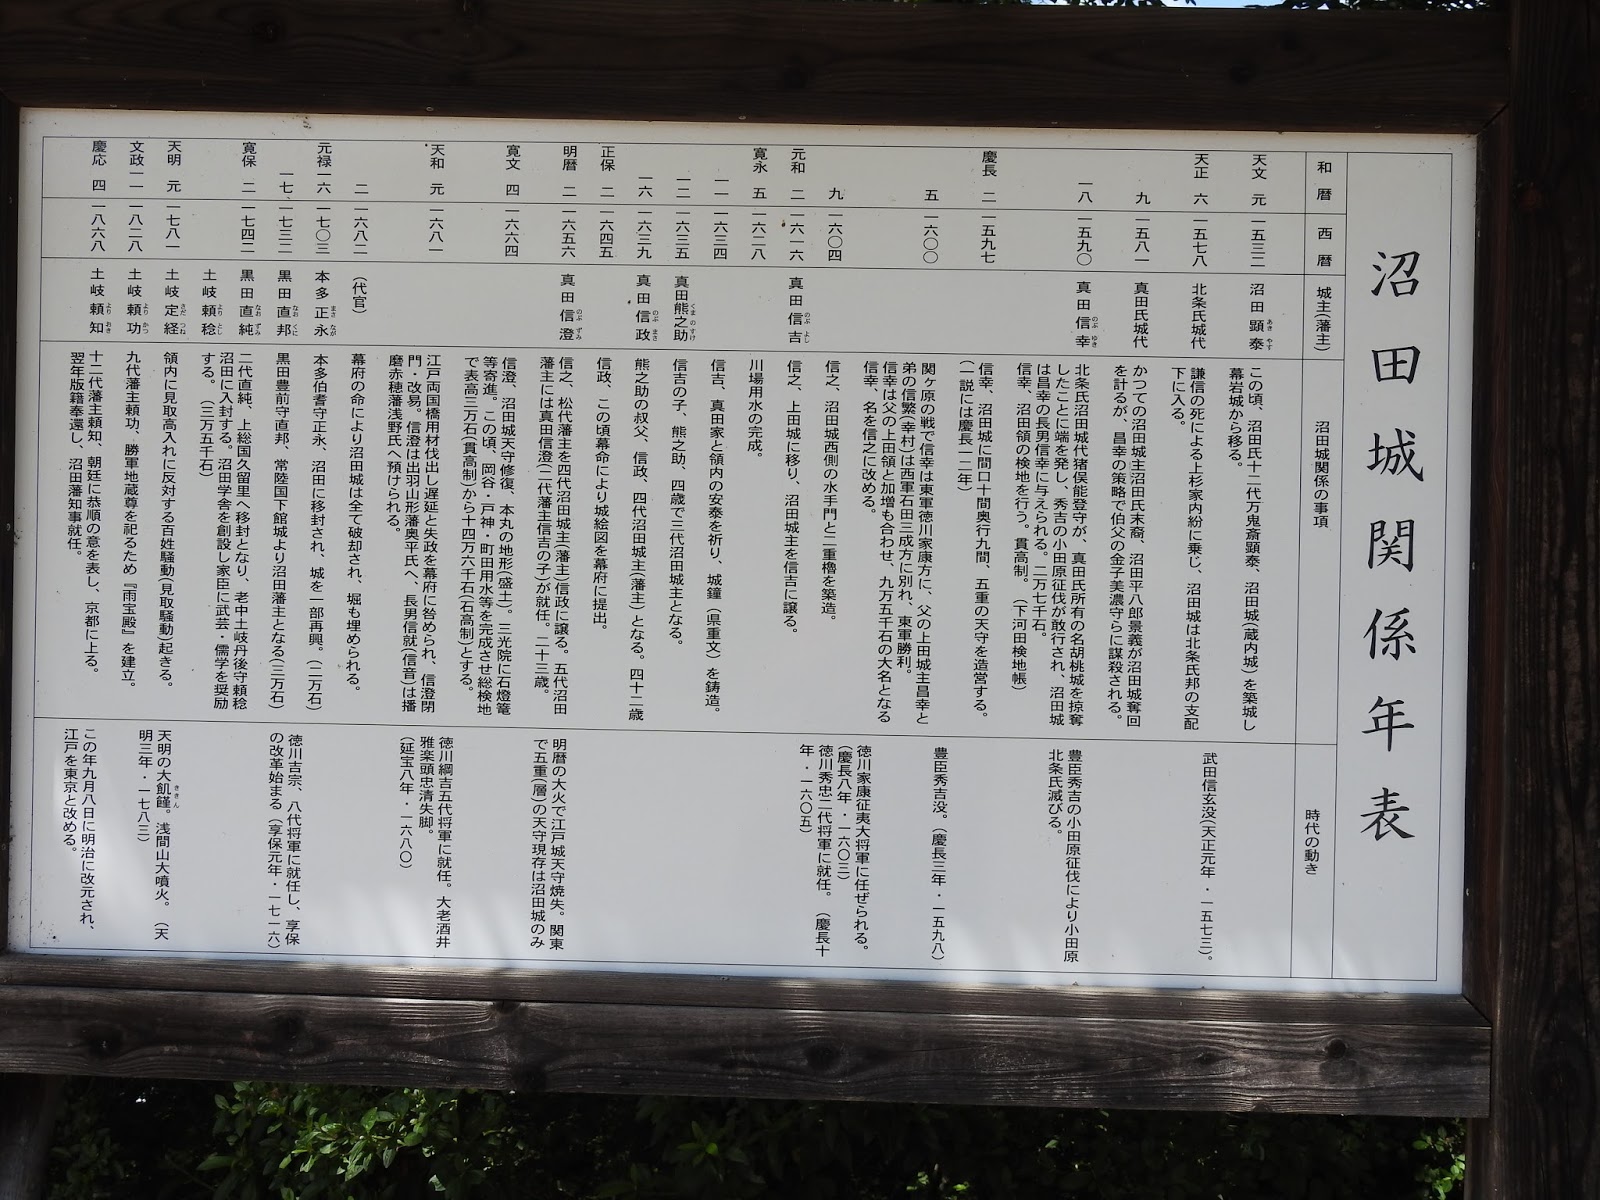 沼田城関係年表
和暦 西暦 城主(藩主) 沼田城関係の事項 時代の動き
天文 元 一五三二 沼田顕泰 あき やす
この頃、沼田氏十二代万鬼斎顕泰、沼田城(蔵内城)を築城し
幕岩城から移る。
武田信玄没(天正元年・一五七三)。
天正 六 一五七八 北条氏城代
謙信の死による上杉家内紛に乗じ、沼田城は北条氏邦の支配
下に入る。
九 一五八一 真田氏城代
かつての沼田城主沼田氏末裔、沼田平八郎景義が沼田城奪回
を計るが、昌幸の策略で伯父の金子美濃守らに謀殺される。
一八 一五九〇 真田信幸 のぶ ゆき
北条氏沼田城代猪俣能登守が、真田氏所有の名胡桃城を掠奪
したことに端を発し、秀吉の小田原征伐が敢行され、沼田城
は昌幸の長男信幸に与えられる。二万七千石。
信幸、沼田領の検地を行う。貫高制。(下河田検地帳)
豊臣秀吉の小田原征伐により小田原
北条氏滅びる。
慶長 二 一五九七
信幸、沼田城に間口十間奥行九間、五重の天守を造営する。
(一説には慶長一二年)
豊臣秀吉没。(慶長三年・一五九八)
五 一六〇〇
関ヶ原の戦で信幸は東軍徳川家康方に、父の上田城主昌幸と
弟の信繁(幸村)は西軍石田三成方に別れ、東軍勝利。
信幸は父の上田領と加増も合わせ、九万五千石の大名となる
信幸、名を信之に改める。
徳川家康征夷大将軍に任ぜられる。
(慶長八年・一六〇三)
徳川秀忠二代将軍に就任。(慶長十
年・一六〇五)
九 一六〇四
信之、沼田城西側の水手門と二重櫓を築造。
元和 二 一六一六 真田信吉 のぶ よし
信之、上田城に移り、沼田城主を信吉に譲る。
寛永 五 一六二八
川場用水の完成。
一一 一六三四
信吉、真田家と領内の安泰を祈り、城鐘(県重文)を鋳造。
一二 一六三五 真田熊之助 くま の すけ
信吉の子、熊之助、四歳で三代沼田城主となる。
一六 一六三九 真田信政 のぶ まさ
熊之助の叔父、信政、四代沼田城主(藩主)となる。四十二歳
正保 二 一六四五
信政、この頃幕命により城絵図を幕府に提出。
明暦 二 一六五六 真田信澄 のぶ ずみ
信之、松代藩主を四代沼田城主(藩主)信政に譲る。五代沼田
藩主には真田信澄(二代藩主信吉の子)が就任。二十三歳。
明暦の大火で江戸城天守焼失。関東
で五重(層)の天守現存は沼田城のみ
寛文 四 一六六四
信澄、沼田城天守修復、本丸の地形(盛土)。三光院に石燈篭
等寄進。この頃、岡谷・戸神・町田用水等を完成させ総検地
で表高三万石(貫高制)から十四万六千石(石高制)とする。
天和 元 一六八一
江戸両国橋用材伐出し遅延と失政を幕府に咎められ、信澄閉
門・改易。信澄は出羽山形藩奥平氏へ、長男信就(信音)は播
磨赤穂藩浅野氏へ預けられる。
徳川綱吉五代将軍に就任。大老酒井
雅楽頭忠清失脚。
(延宝八年・一六八〇)
二 一六八二 (代官)
幕府の命により沼田城は全て破却され、堀も埋められる。
元禄一六 一七〇三 本多正永 まさ なが
本多伯耆守正永、沼田に移封され、城を一部再興。(二万石)
一七 一七三二 黒田直邦 なお くに
黒田豊前守直邦、常陸国下館城より沼田藩主となる(三万石)
徳川吉宗、八代将軍に就任し、享保
の改革始まる(享保元年・一七一六)
寛保 二 一七四二 黒田直純 なお ずみ
土岐頼稔 より とし
二代直純、上総国久留里へ移封となり、老中土岐丹後守頼稔
沼田に入封する。沼田学舎を創設し家臣に武芸・儒学を奨励
する。(三万五千石)
天明 元 一七八一 土岐定経 さだ つね
領内に見取高入れに反対する百姓騒動(見取騒動)起きる。
天明の大飢饉。浅間山大噴火。(天
明三年・一七八三)
ききん
文政一一 一八二八 土岐頼功 より かつ
九代藩主頼功、勝軍地蔵尊を祀るため『雨宝殿』を建立。
慶応 四 一八六八 土岐頼知 より おき
十二代藩主頼知、朝廷に恭順の意を表し、京都に上る。
翌年版籍奉還し、沼田藩知事就任。
この年九月八日に明治に改元され、
江戸を東京と改める。